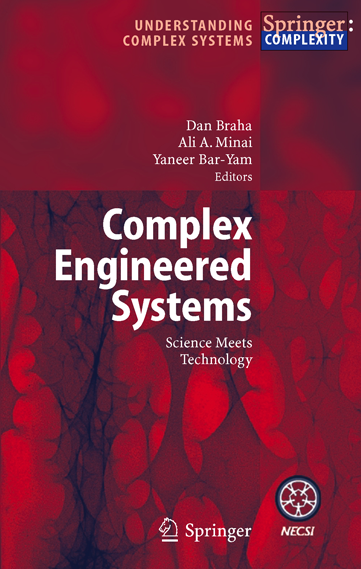 UNDERSTANDING
COMPLEX SYSTEMS
Springer:
COMPLEXITY
Dan Braha
Ali A. Minai
Yaneer Bar-Yam
Editors
Complex
Engineered
Systems
Science Meets
Technology
Springer
NECSI